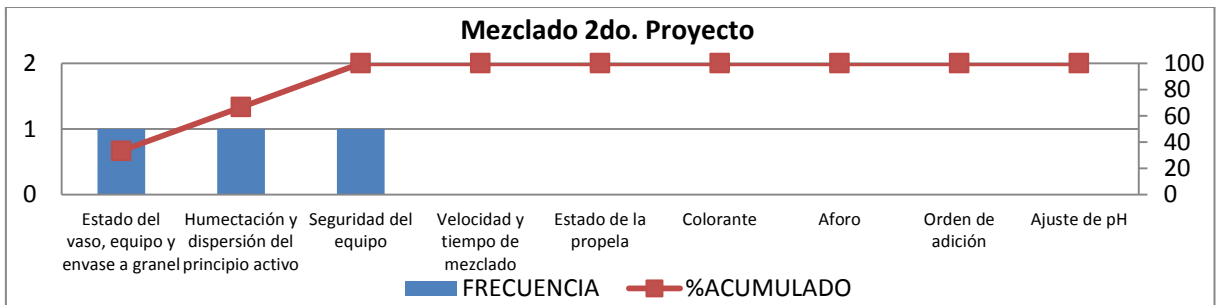 Mezclado 2do. Proyecto
2
1
0
100
80
60
40
20
0
Estado del
vaso, equipo y
envase a granel
Humectación y
dispersión del
principio activo
Seguridad del
equipo
Velocidad y
tiempo de
mezclado
Estado de la
propela
Colorante
Aforo
Orden de
adición
Ajuste de pH
FRECUENCIA
%ACUMULADO